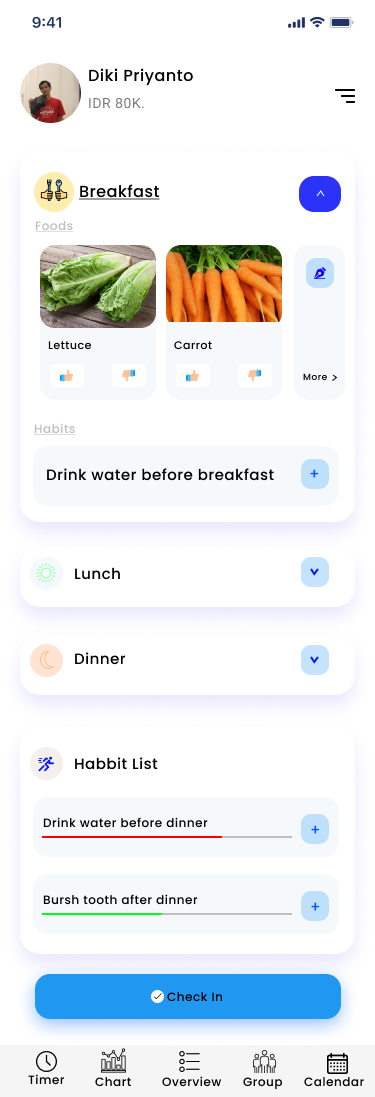 9:41
Diki Priyanto
IDR 80K.
Breakfast
Foods
Lettuce
Carrot
More >
Habits
Drink water before breakfast
+
Lunch
Dinner
Habbit List
Drink water before dinner
+
Bursh tooth after dinner
+
Check In
Timer Chart Overview Group Calendar